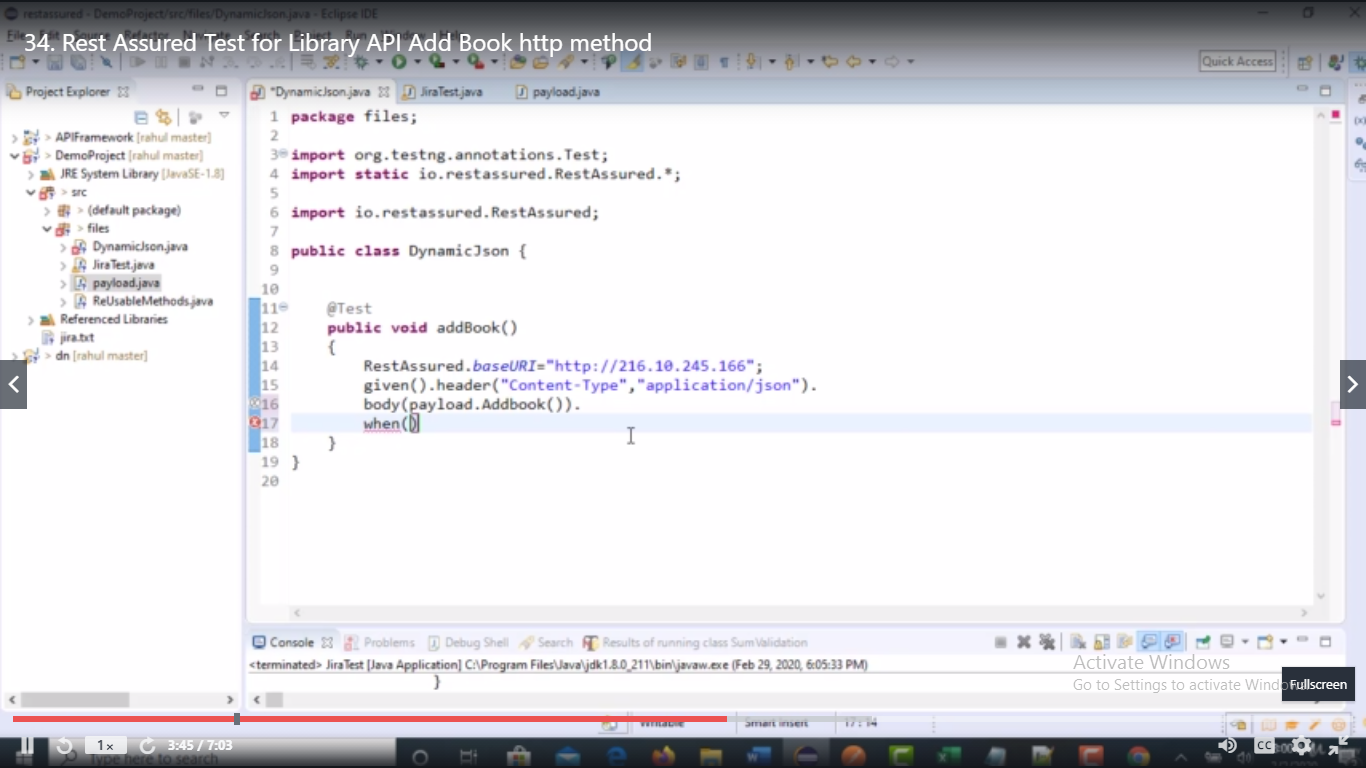 restassured - DemoProject/src/files/DynamicJson.java - Eclipse IDE
34. Rest Assured Test for Library API Add Book http method
Quick Access
Project Explorer
*DynamicJson.java
JiraTest.java
payload.java
> APIFramework [rahul master]
> DemoProject [rahul master]
JRE System Library [JavaSE-1.8]
> src
> (default package)
> files
DynamicJson.java
JiraTest.java
payload.java
ReUsableMethods.java
Referenced Libraries
jira.txt
> dn [rahul master]
1 package files;
2
3 import org.testng.annotations.Test;
4 import static io.restassured.RestAssured.*;
5
6 import io.restassured.RestAssured;
7
8 public class DynamicJson {
9
10
11 @Test
12 public void addBook()
13 {
14 RestAssured.baseURI="http://216.10.245.166";
15 given().header("Content-Type","application/json").
16 body(payload.Addbook()).
17 when()
18 }
19 }
20
Console
Problems
Debug Shell
Search
Results of running class SumValidation
<terminated> JiraTest [Java Application] C:\Program Files\Java\jdk1.8.0_211\bin\javaw.exe (Feb 29, 2020, 6:05:33 PM)
}
Activate Windows
Go to Settings to activate Windo
Fullscreen
Writable
Smart Insert
17 : 14
1x
3:45 / 7:03
CC
Type here to search